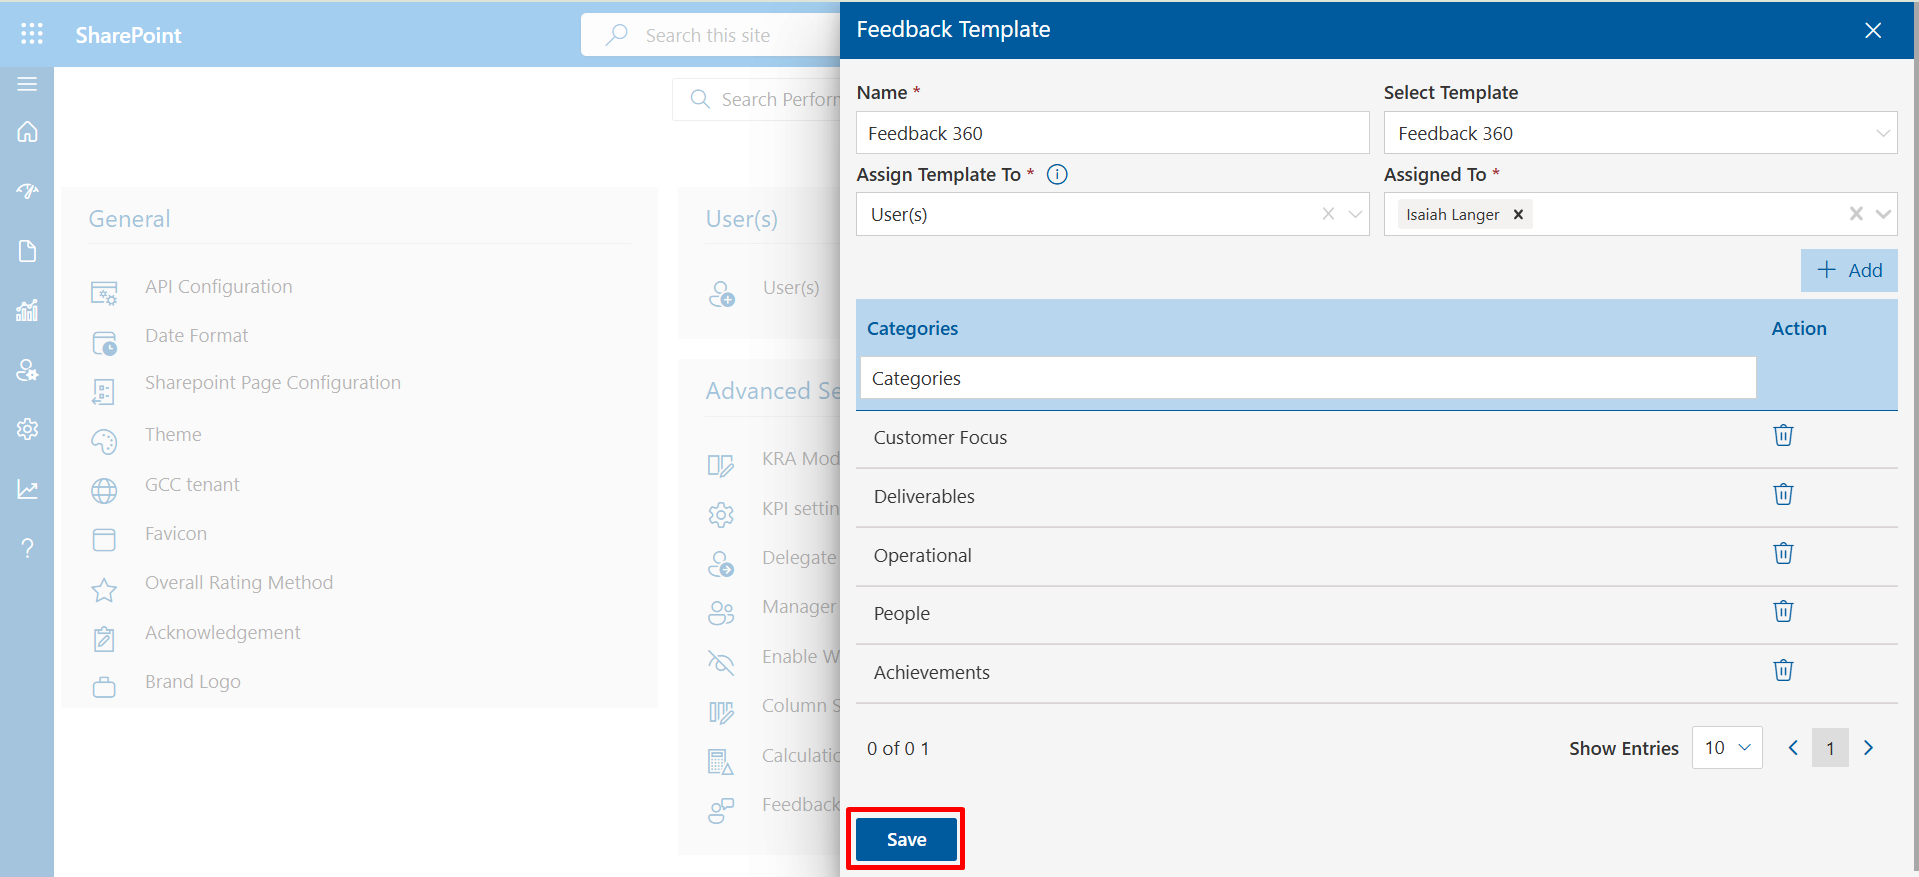 SharePoint
Search this site
Search Perforr
General
API Configuration
Date Format
Sharepoint Page Configuration
Theme
GCC tenant
Favicon
Overall Rating Method
Acknowledgement
Brand Logo
User(s)
User(s)
Advanced Se
KRA Mod
KPI settin
Delegate
Manager
Enable W
Column S
Calculatio
Feedback
Feedback Template
Name *
Feedback 360
Select Template
Feedback 360
Assign Template To *
User(s)
Assigned To *
Isaiah Langer
Add
Categories Action
Categories
Customer Focus
Deliverables
Operational
People
Achievements
0 of 0 1
Show Entries 10 1
Save